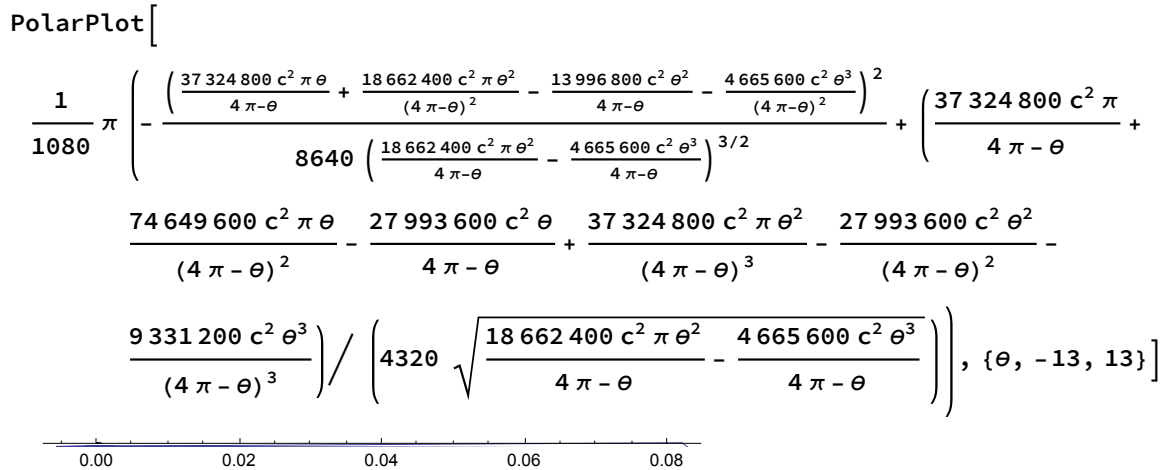 PolarPlot[
1/1080 π (- (37 324 800 c² π θ/(4 π-θ) + 18 662 400 c² π θ²/(4 π-θ)² - 13 996 800 c² θ²/(4 π-θ) - 4 665 600 c² θ³/(4 π-θ)²)² / 8640 (18 662 400 c² π θ²/(4 π-θ) - 4 665 600 c² θ³/(4 π-θ))^3/2 + (37 324 800 c² π/(4 π - θ) +
74 649 600 c² π θ/(4 π - θ)² - 27 993 600 c² θ/(4 π - θ) + 37 324 800 c² π θ²/(4 π - θ)³ - 27 993 600 c² θ²/(4 π - θ)² -
9 331 200 c² θ³/(4 π - θ)³) / (4320 √(18 662 400 c² π θ²/(4 π - θ) - 4 665 600 c² θ³/(4 π - θ)))), {θ, -13, 13}]
0.00 0.02 0.04 0.06 0.08